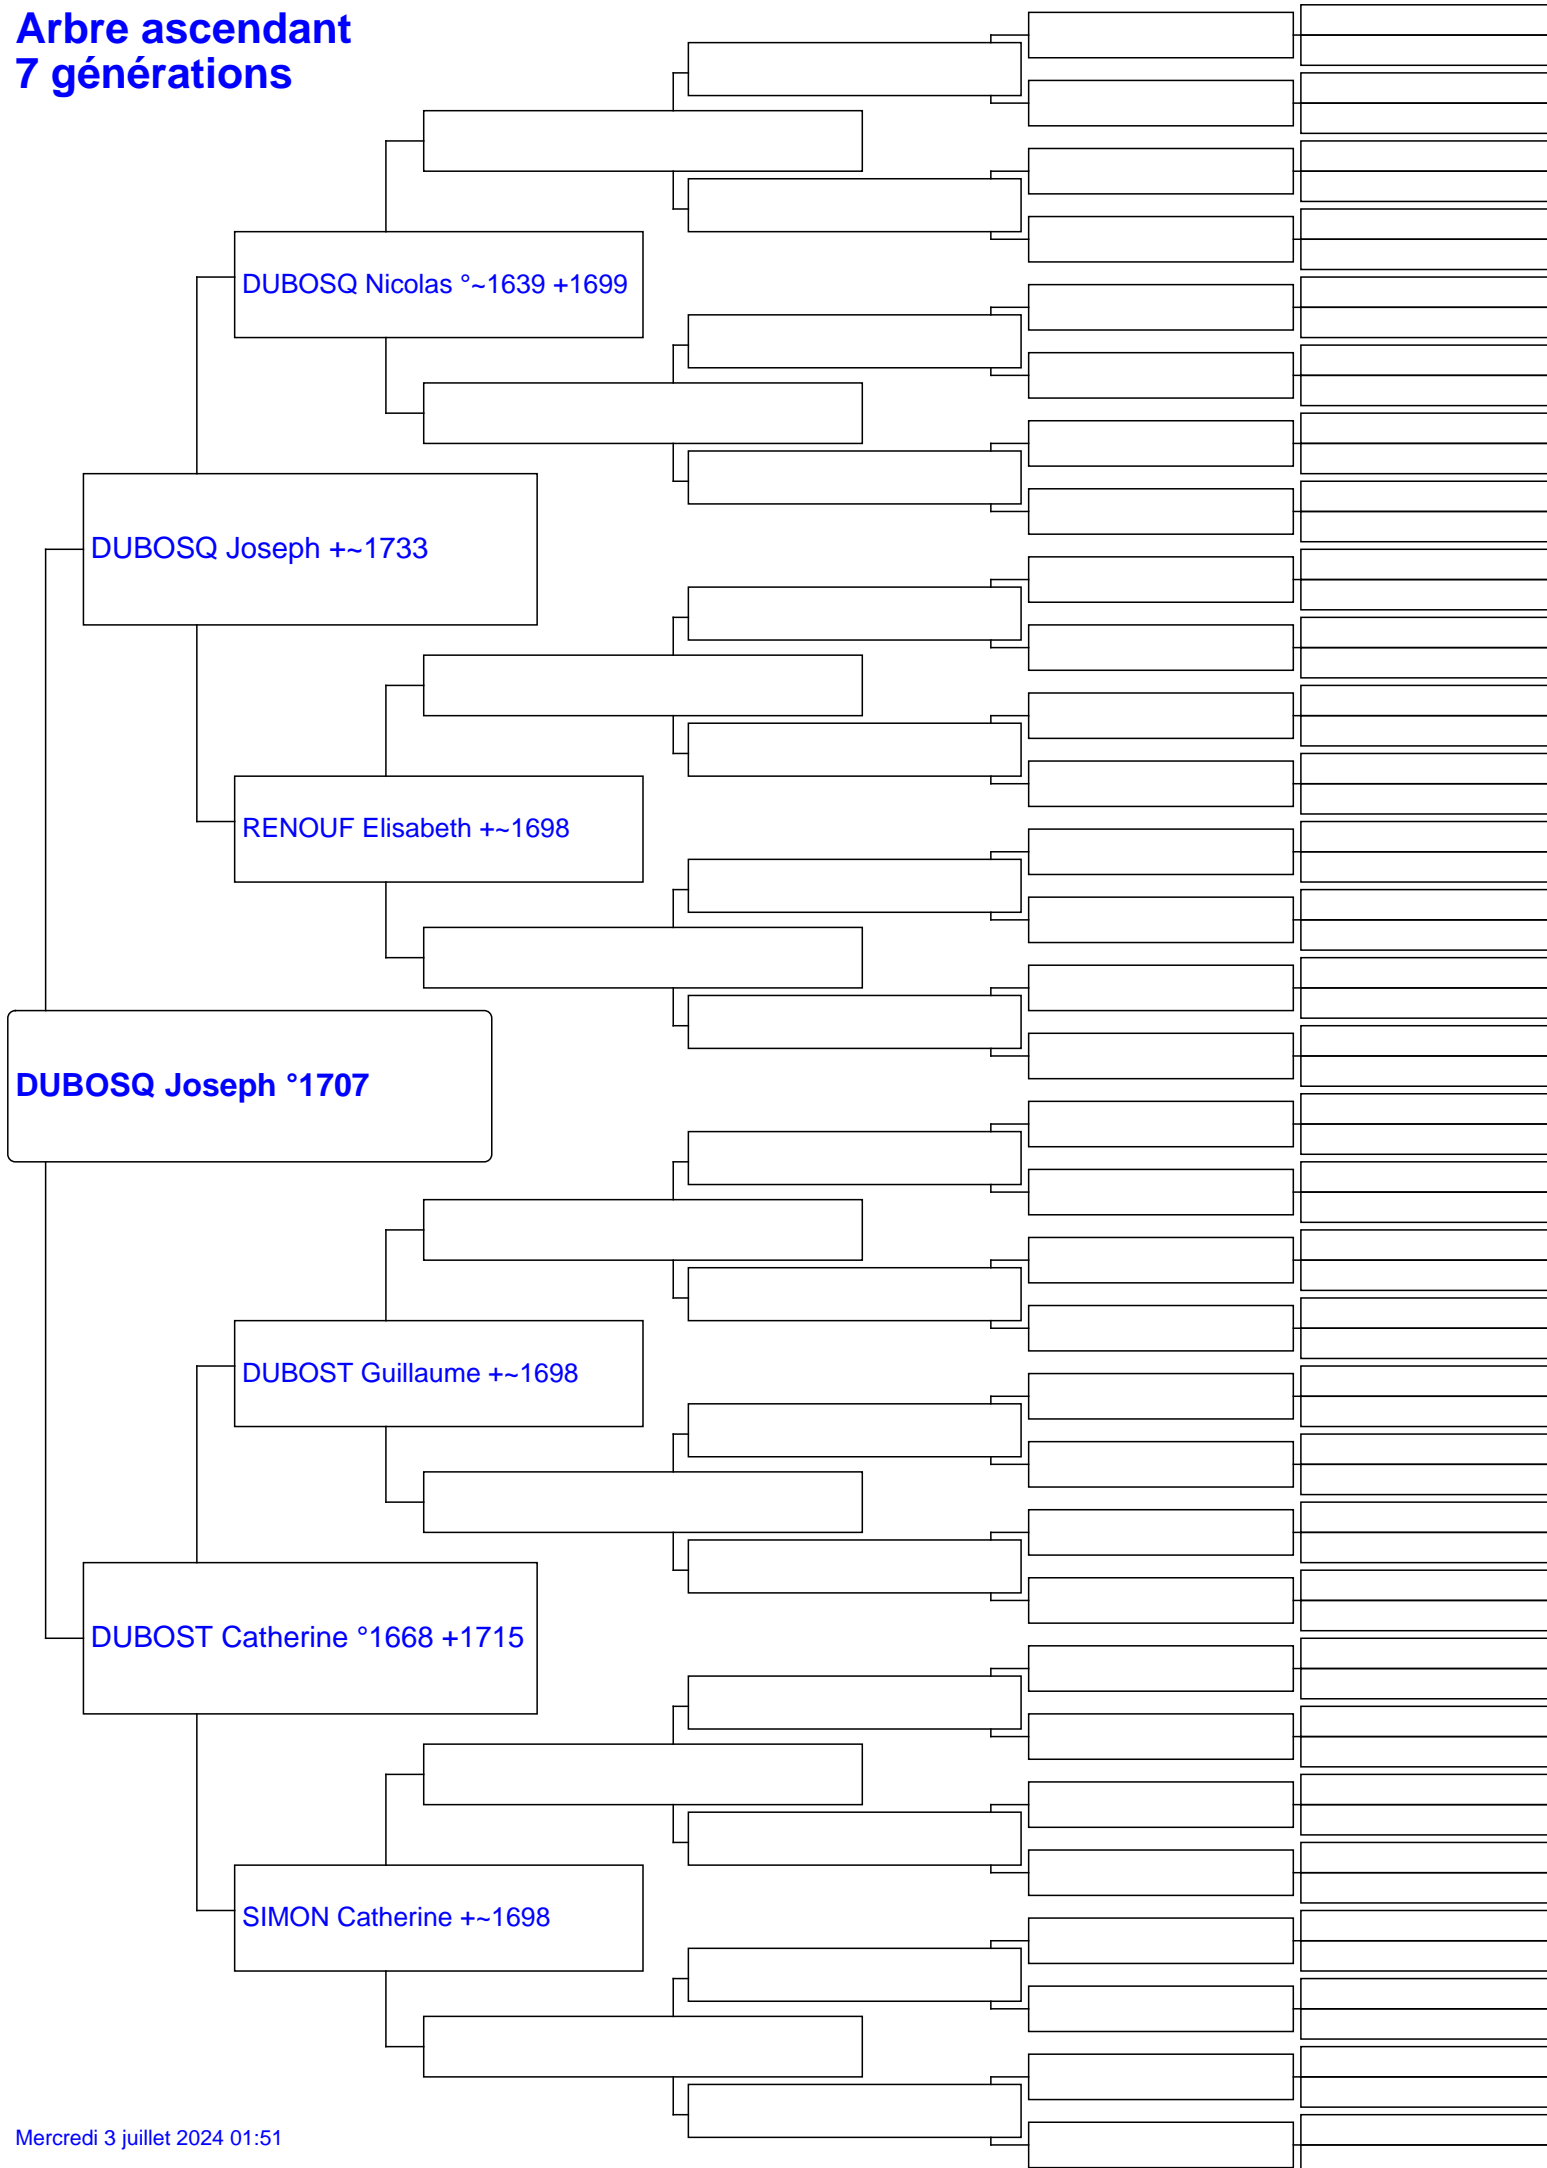 Arbre ascendant
7 générations
DUBOSQ Nicolas °~1639 +1699
DUBOSQ Joseph +~1733
RENOUF Elisabeth +~1698
DUBOSQ Joseph °1707
DUBOST Guillaume +~1698
DUBOST Catherine °1668 +1715
SIMON Catherine +~1698
Mercredi 3 juillet 2024 01:51